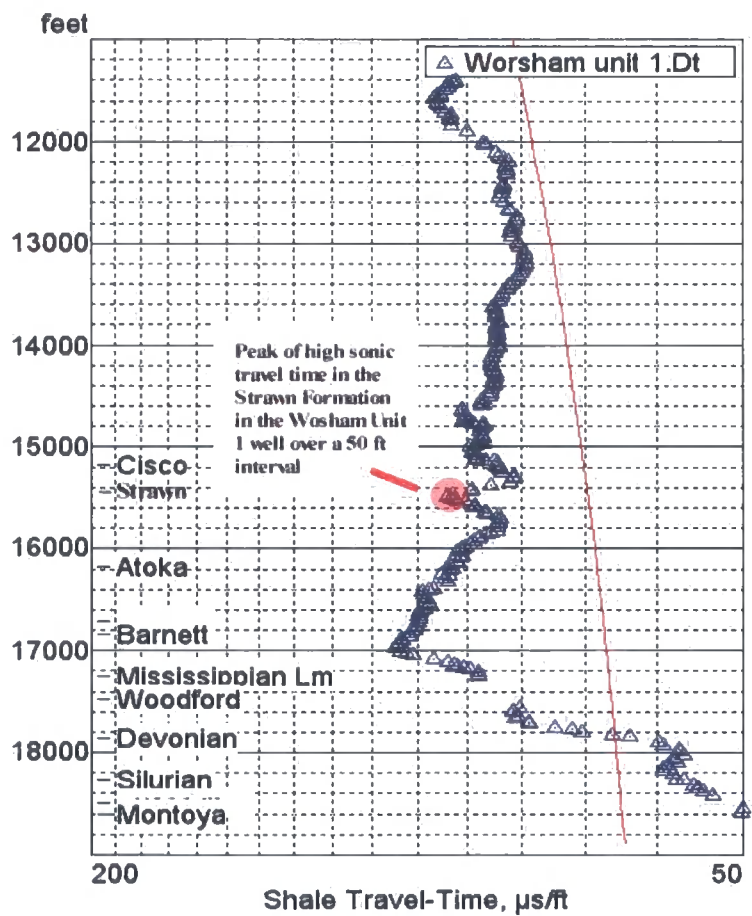 feet
Worsham unit 1.Dt
12000
13000
14000
Peak of high sonic
travel time in the
Strawn Formation
in the Wosham Unit
1 well over a 50 ft
interval
15000
Cisco
Strawn
16000
Atoka
17000
Barnett
Mississippian Lm
Woodford
18000
Devonian
Silurian
Montoya
200
50
Shale Travel-Time, µs/ft